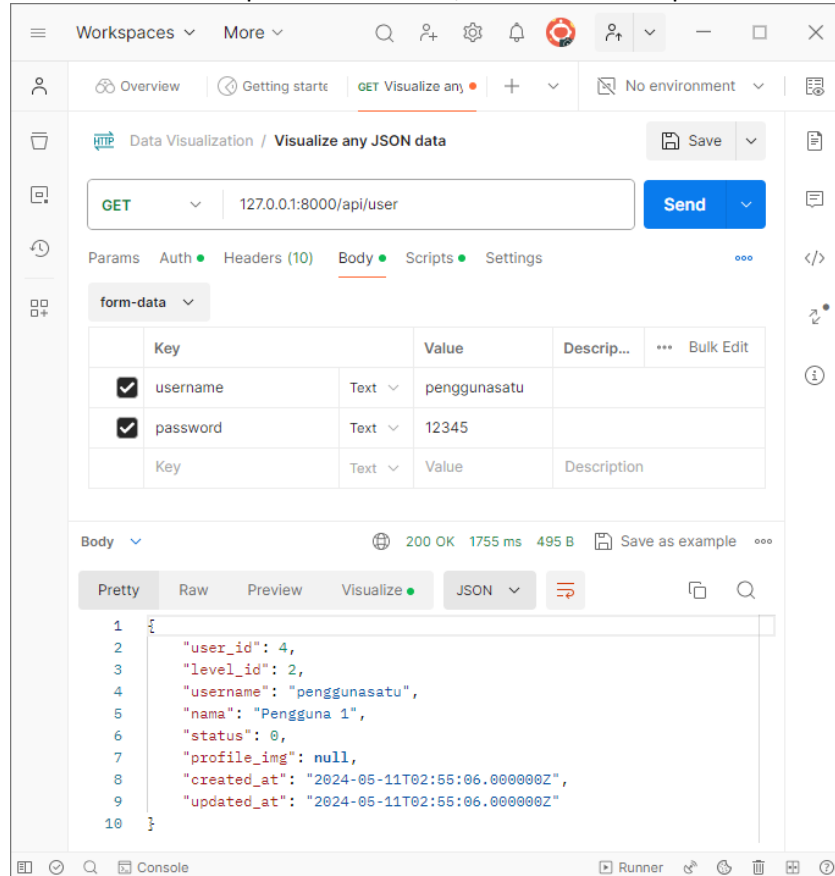 Workspaces More
Overview Getting starte GET Visualize any No environment
HTTP Data Visualization / Visualize any JSON data Save
GET 127.0.0.1:8000/api/user Send
Params Auth Headers (10) Body Scripts Settings
form-data
Key Value Descrip... Bulk Edit
username Text penggunasatu
password Text 12345
Key Text Value Description
Body 200 OK 1755 ms 495 B Save as example
Pretty Raw Preview Visualize JSON
1 {
2 "user_id": 4,
3 "level_id": 2,
4 "username": "penggunasatu",
5 "nama": "Pengguna 1",
6 "status": 0,
7 "profile_img": null,
8 "created_at": "2024-05-11T02:55:06.000000Z",
9 "updated_at": "2024-05-11T02:55:06.000000Z"
10 }
Console Runner